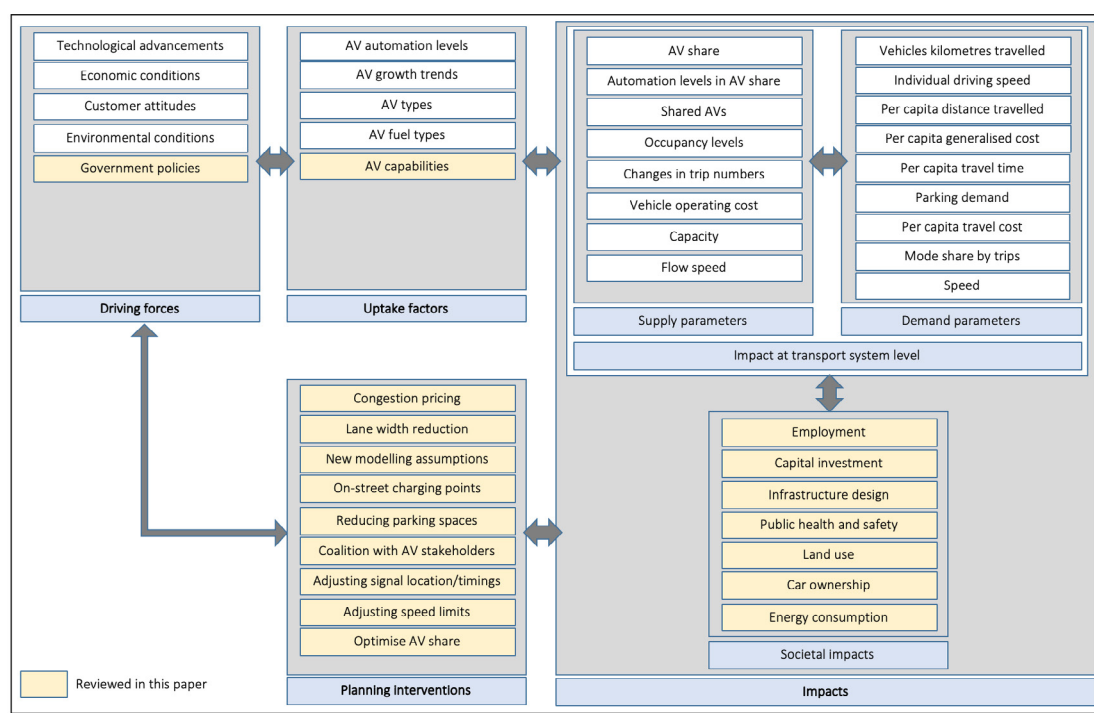 Technological advancements
Economic conditions
Customer attitudes
Environmental conditions
Government policies
Driving forces
AV automation levels
AV growth trends
AV types
AV fuel types
AV capabilities
Uptake factors
AV share
Automation levels in AV share
Shared AVs
Occupancy levels
Changes in trip numbers
Vehicle operating cost
Capacity
Flow speed
Supply parameters
Vehicles kilometres travelled
Individual driving speed
Per capita distance travelled
Per capita generalised cost
Per capita travel time
Parking demand
Per capita travel cost
Mode share by trips
Speed
Demand parameters
Impact at transport system level
Congestion pricing
Lane width reduction
New modelling assumptions
On-street charging points
Reducing parking spaces
Coalition with AV stakeholders
Adjusting signal location/timings
Adjusting speed limits
Optimise AV share
Planning interventions
Employment
Capital investment
Infrastructure design
Public health and safety
Land use
Car ownership
Energy consumption
Societal impacts
Impacts
Reviewed in this paper